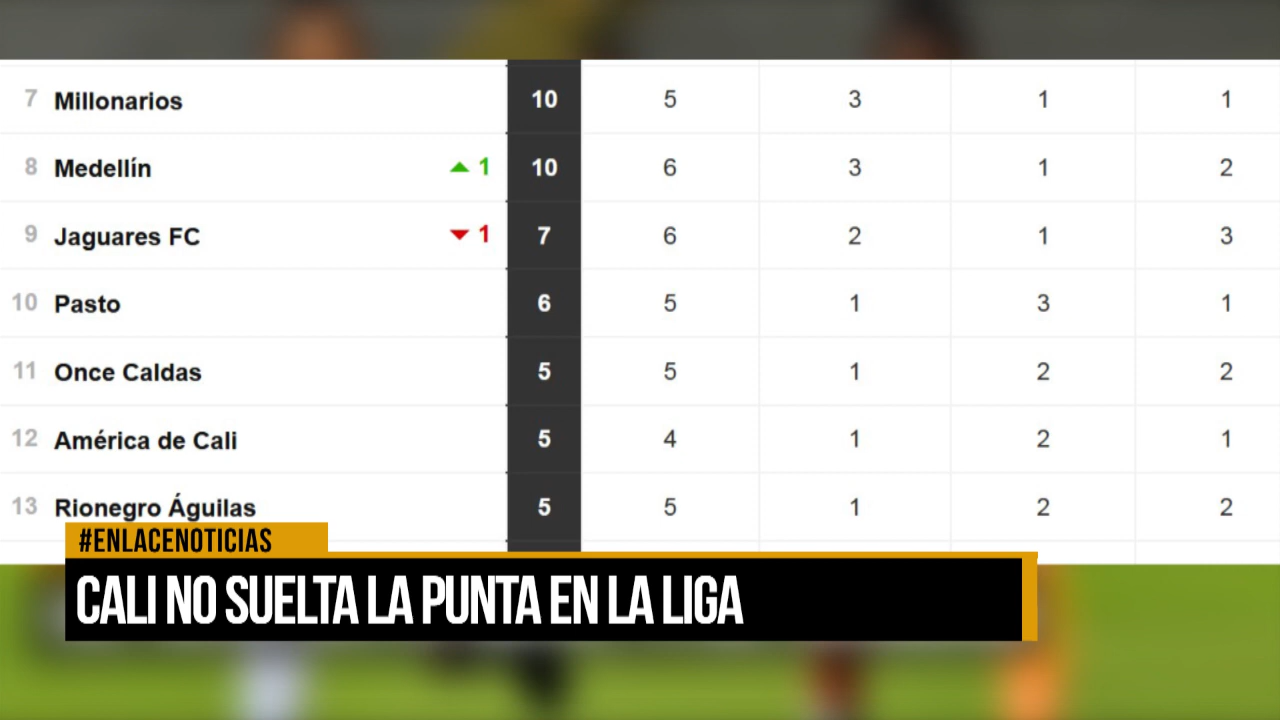 7 Millonarios 10 5 3 1 1
8 Medellín ▲ 1 10 6 3 1 2
9 Jaguares FC ▼ 1 7 6 2 1 3
10 Pasto 6 5 1 3 1
11 Once Caldas 5 5 1 2 2
12 América de Cali 5 4 1 2 1
13 Rionegro Águilas 5 5 1 2 2
#ENLACENOTICIAS
CALI NO SUELTA LA PUNTA EN LA LIGA